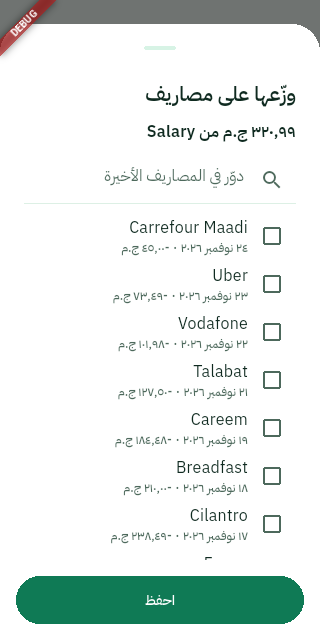 DEBUG
وزّعها على مصاريف
٣٢٠,٩٩ ج.م من Salary
دوّر في المصاريف الأخيرة
Carrefour Maadi
٢٤ نوفمبر ٢٠٢٦ · -٤٥,٠٠ ج.م
Uber
٢٣ نوفمبر ٢٠٢٦ · -٧٣,٤٩ ج.م
Vodafone
٢٢ نوفمبر ٢٠٢٦ · -١٠١,٩٨ ج.م
Talabat
٢١ نوفمبر ٢٠٢٦ · -١٢٧,٥٠ ج.م
Careem
١٩ نوفمبر ٢٠٢٦ · -١٨٤,٤٨ ج.م
Breadfast
١٨ نوفمبر ٢٠٢٦ · -٢١٠,٠٠ ج.م
Cilantro
١٧ نوفمبر ٢٠٢٦ · -٢٣٨,٤٩ ج.م
احفظ